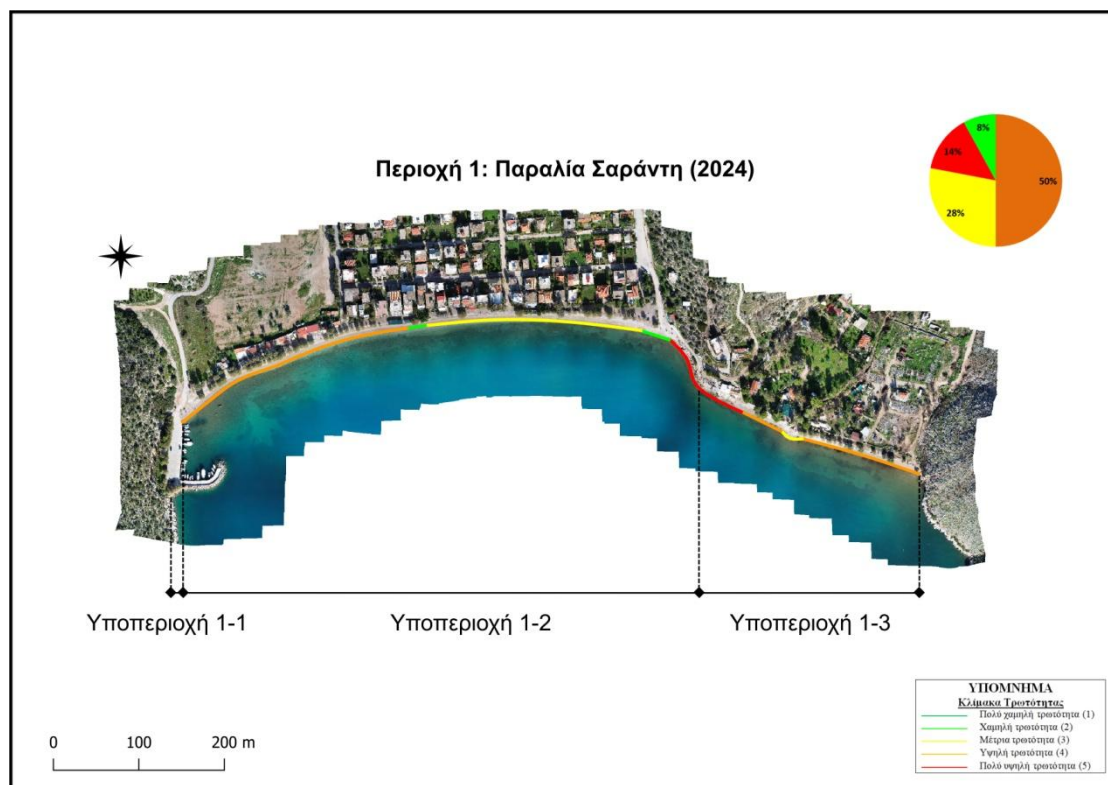 8%
14%
50%
28%
Περιοχή 1: Παραλία Σαράντη (2024)
Υποπεριοχή 1-1
Υποπεριοχή 1-2
Υποπεριοχή 1-3
ΥΠΟΜΝΗΜΑ
Κλίμακα Τρωτότητας
Πολύ χαμηλή τρωτότητα (1)
Χαμηλή τρωτότητα (2)
Μέτρια τρωτότητα (3)
Υψηλή τρωτότητα (4)
Πολύ υψηλή τρωτότητα (5)
0 100 200 m